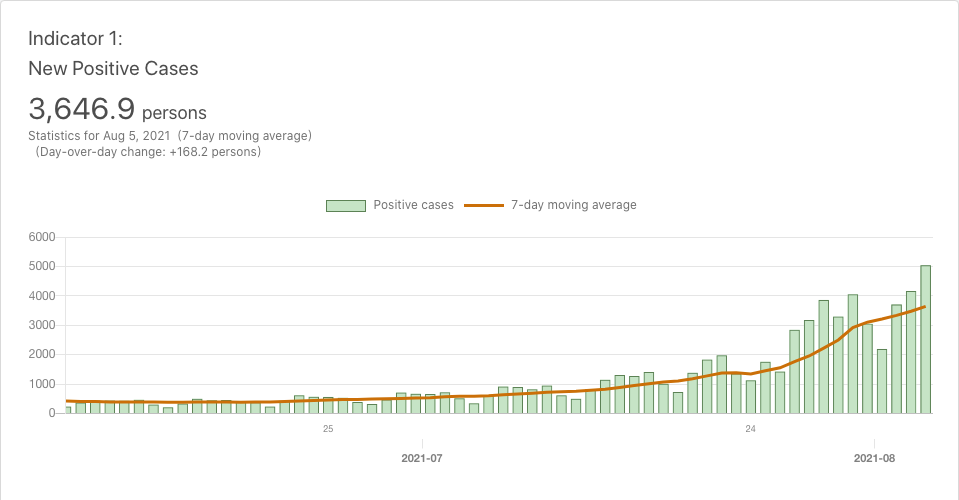 Indicator 1:
New Positive Cases
3,646.9 persons
Statistics for Aug 5, 2021 (7-day moving average)
(Day-over-day change: +168.2 persons)
Positive cases 7-day moving average
6000
5000
4000
3000
2000
1000
0
25 24
2021-07 2021-08